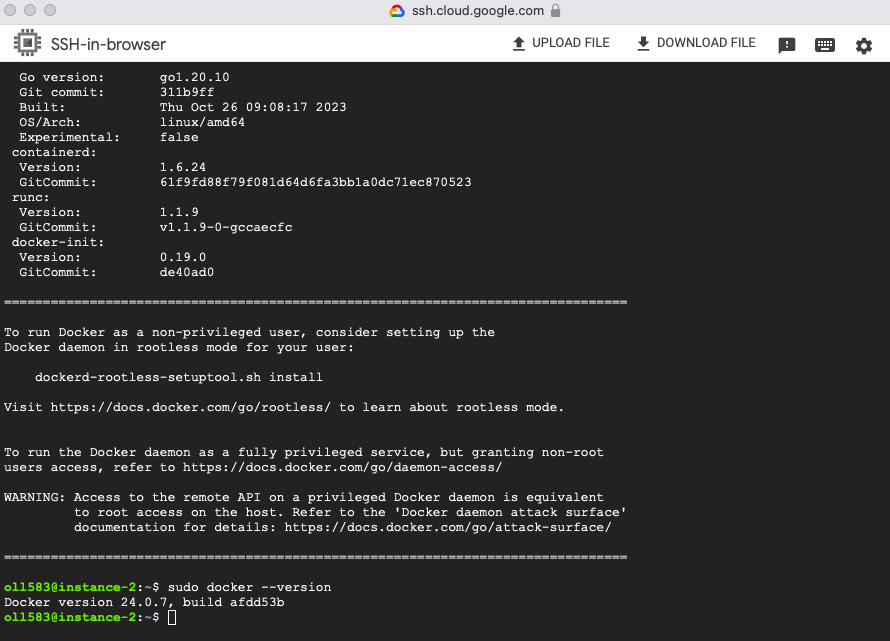 ssh.cloud.google.com
SSH-in-browser
UPLOAD FILE
DOWNLOAD FILE
Go version: go1.20.10
Git commit: 311b9ff
Built: Thu Oct 26 09:08:17 2023
OS/Arch: linux/amd64
Experimental: false
containerd:
Version: 1.6.24
GitCommit: 61f9fd88f79f081d64d6fa3bb1a0dc71ec870523
runc:
Version: 1.1.9
GitCommit: v1.1.9-0-gccaecfc
docker-init:
Version: 0.19.0
GitCommit: de40ad0
================================================================================
To run Docker as a non-privileged user, consider setting up the
Docker daemon in rootless mode for your user:
dockerd-rootless-setuptool.sh install
Visit https://docs.docker.com/go/rootless/ to learn about rootless mode.
To run the Docker daemon as a fully privileged service, but granting non-root
users access, refer to https://docs.docker.com/go/daemon-access/
WARNING: Access to the remote API on a privileged Docker daemon is equivalent
to root access on the host. Refer to the 'Docker daemon attack surface'
documentation for details: https://docs.docker.com/go/attack-surface/
================================================================================
oll583@instance-2:~$ sudo docker --version
Docker version 24.0.7, build afdd53b
oll583@instance-2:~$